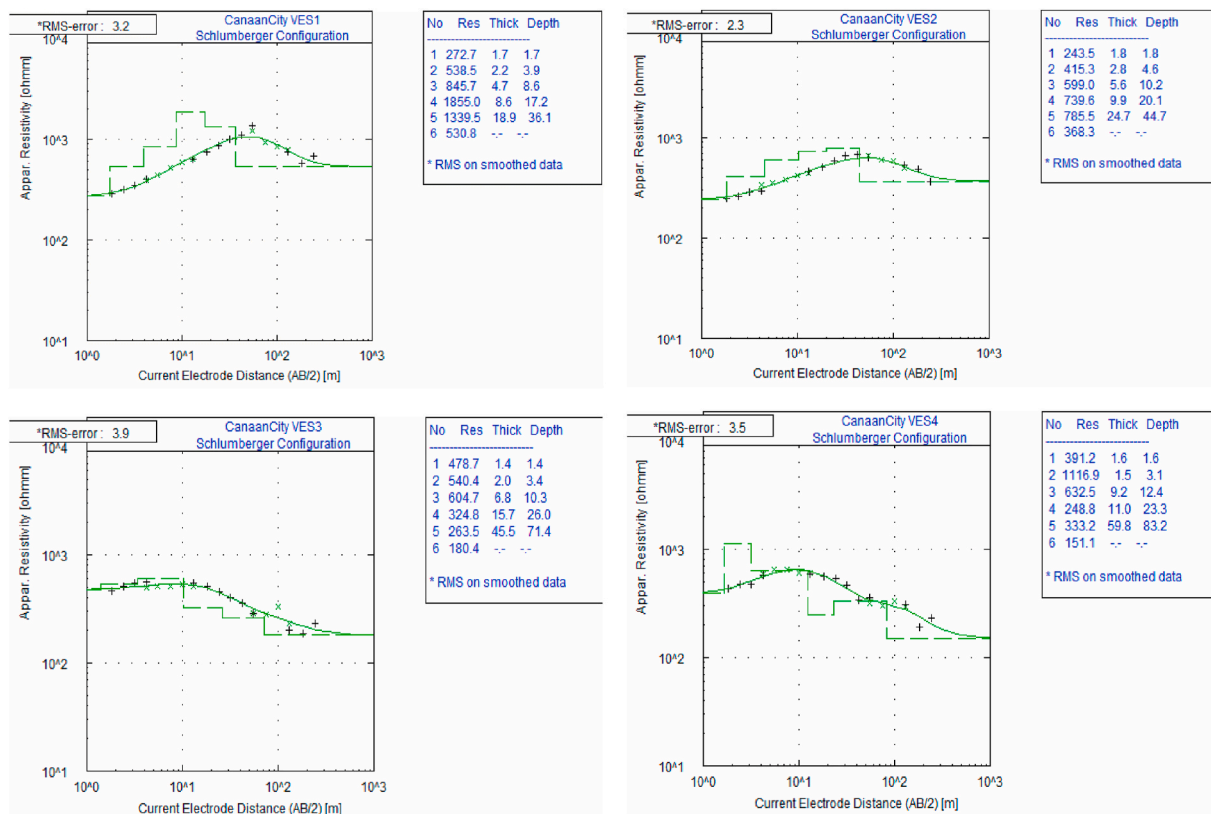 *RMS-error : 3.2
CanaanCity VES1
Schlumberger Configuration
10^4
10^3
10^2
10^1
Appar. Resistivity [ohmm]
10^0 10^1 10^2 10^3
Current Electrode Distance (AB/2) [m]
No Res Thick Depth
1 272.7 1.7 1.7
2 538.5 2.2 3.9
3 845.7 4.7 8.6
4 1855.0 8.6 17.2
5 1339.5 18.9 36.1
6 530.8 -.- -.-
* RMS on smoothed data
*RMS-error : 2.3
CanaanCity VES2
Schlumberger Configuration
10^4
10^3
10^2
10^1
Appar. Resistivity [ohmm]
10^0 10^1 10^2 10^3
Current Electrode Distance (AB/2) [m]
No Res Thick Depth
1 243.5 1.8 1.8
2 415.3 2.8 4.6
3 599.0 5.6 10.2
4 739.6 9.9 20.1
5 785.5 24.7 44.7
6 368.3 -.- -.-
* RMS on smoothed data
*RMS-error : 3.9
CanaanCity VES3
Schlumberger Configuration
10^4
10^3
10^2
10^1
Appar. Resistivity [ohmm]
10^0 10^1 10^2 10^3
Current Electrode Distance (AB/2) [m]
No Res Thick Depth
1 478.7 1.4 1.4
2 540.4 2.0 3.4
3 604.7 6.8 10.3
4 324.8 15.7 26.0
5 263.5 45.5 71.4
6 180.4 -.- -.-
* RMS on smoothed data
*RMS-error : 3.5
CanaanCity VES4
Schlumberger Configuration
10^4
10^3
10^2
10^1
Appar. Resistivity [ohmm]
10^0 10^1 10^2 10^3
Current Electrode Distance (AB/2) [m]
No Res Thick Depth
1 391.2 1.6 1.6
2 1116.9 1.5 3.1
3 632.5 9.2 12.4
4 248.8 11.0 23.3
5 333.2 59.8 83.2
6 151.1 -.- -.-
* RMS on smoothed data